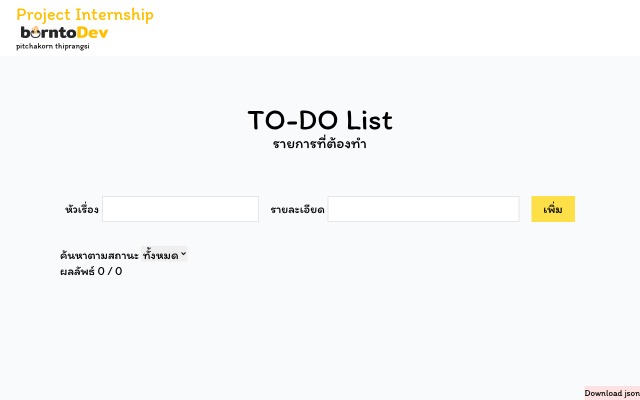 Project Internship
borntoDev
pitchakorn thiprangsi
TO-DO List
รายการที่ต้องทำ
หัวเรื่อง รายละเอียด เพิ่ม
ค้นหาตามสถานะ ทั้งหมด
ผลลัพธ์ 0 / 0
Download json